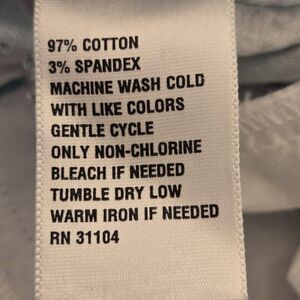 97% COTTON
3% SPANDEX
MACHINE WASH COLD
WITH LIKE COLORS
GENTLE CYCLE
ONLY NON-CHLORINE
BLEACH IF NEEDED
TUMBLE DRY LOW
WARM IRON IF NEEDED
RN 31104